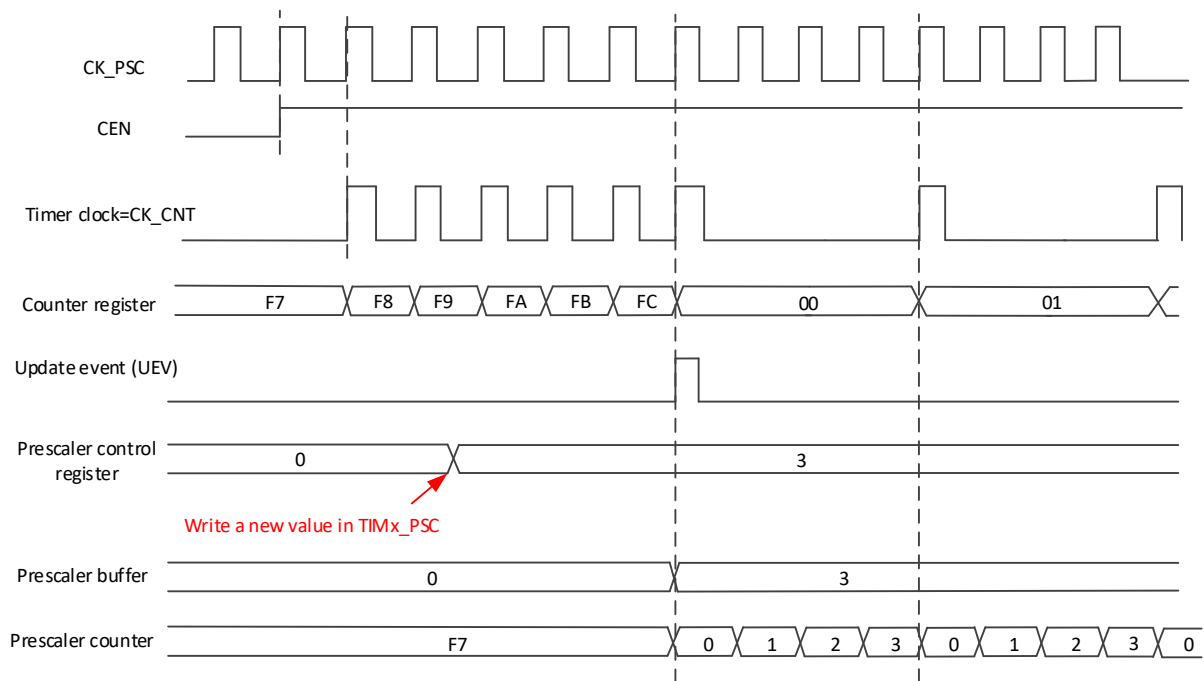 CK_PSC
CEN
Timer clock=CK_CNT
Counter register
F7 F8 F9 FA FB FC 00 01
Update event (UEV)
Prescaler control
register
0 3
Write a new value in TIMx_PSC
Prescaler buffer
0 3
Prescaler counter
F7 0 1 2 3 0 1 2 3 0